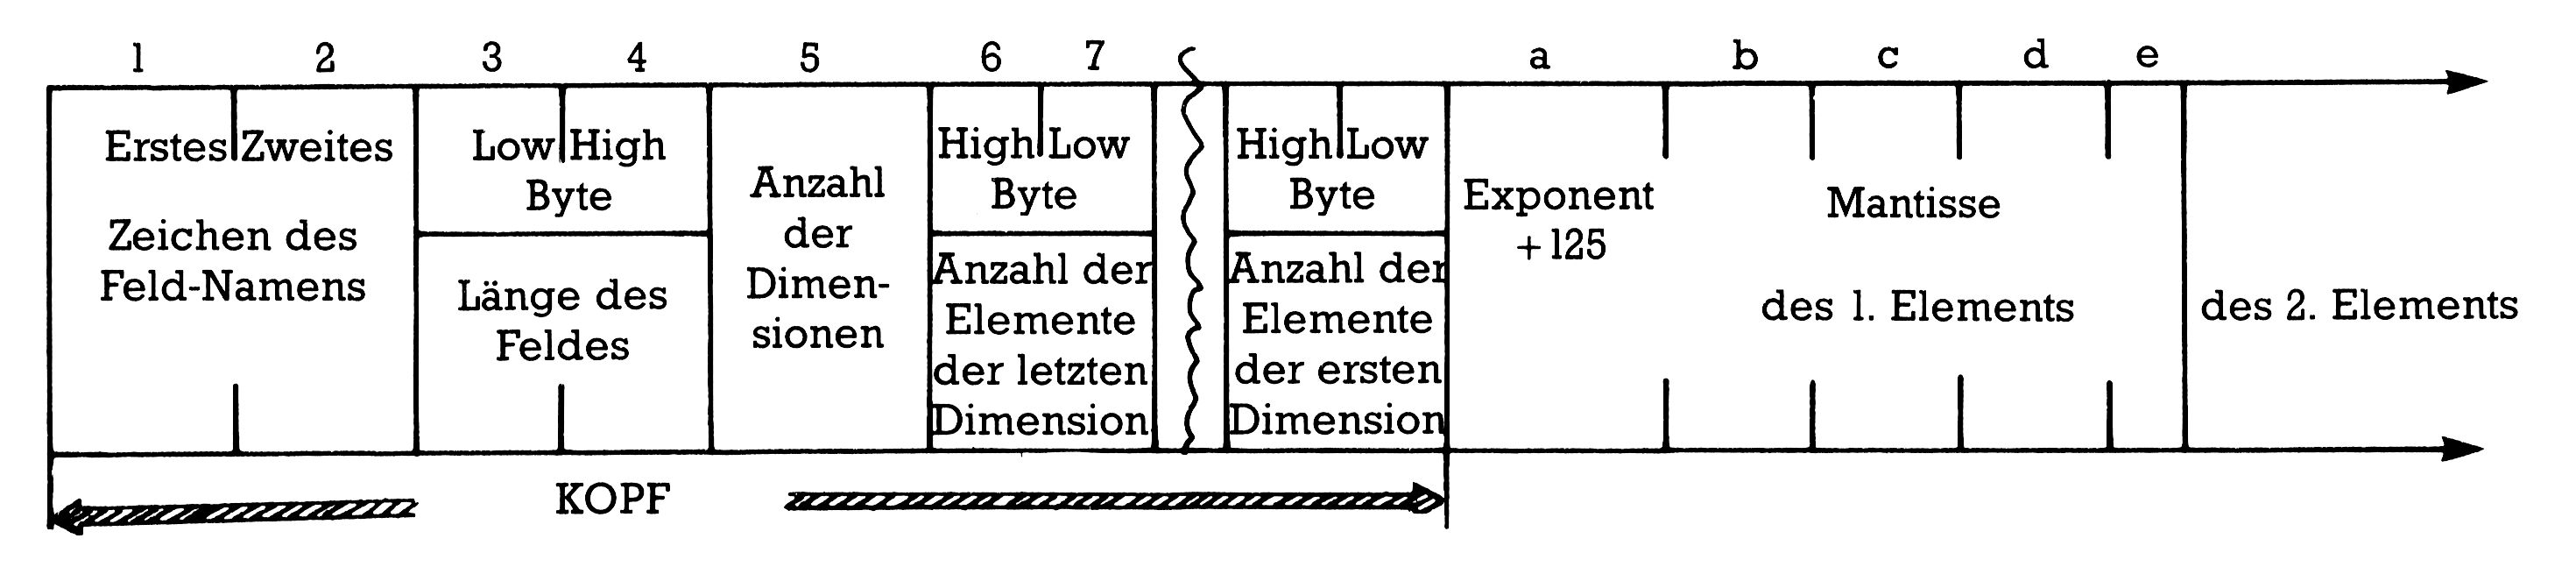 1 2 3 4 5 6 7 a b c d e
Erstes Zweites
Zeichen des
Feld-Namens
Low High
Byte
Länge des
Feldes
Anzahl
der
Dimen-
sionen
High Low
Byte
Anzahl der
Elemente
der letzten
Dimension
High Low
Byte
Anzahl der
Elemente
der ersten
Dimension
Exponent
+125
Mantisse
des 1. Elements
des 2. Elements
KOPF